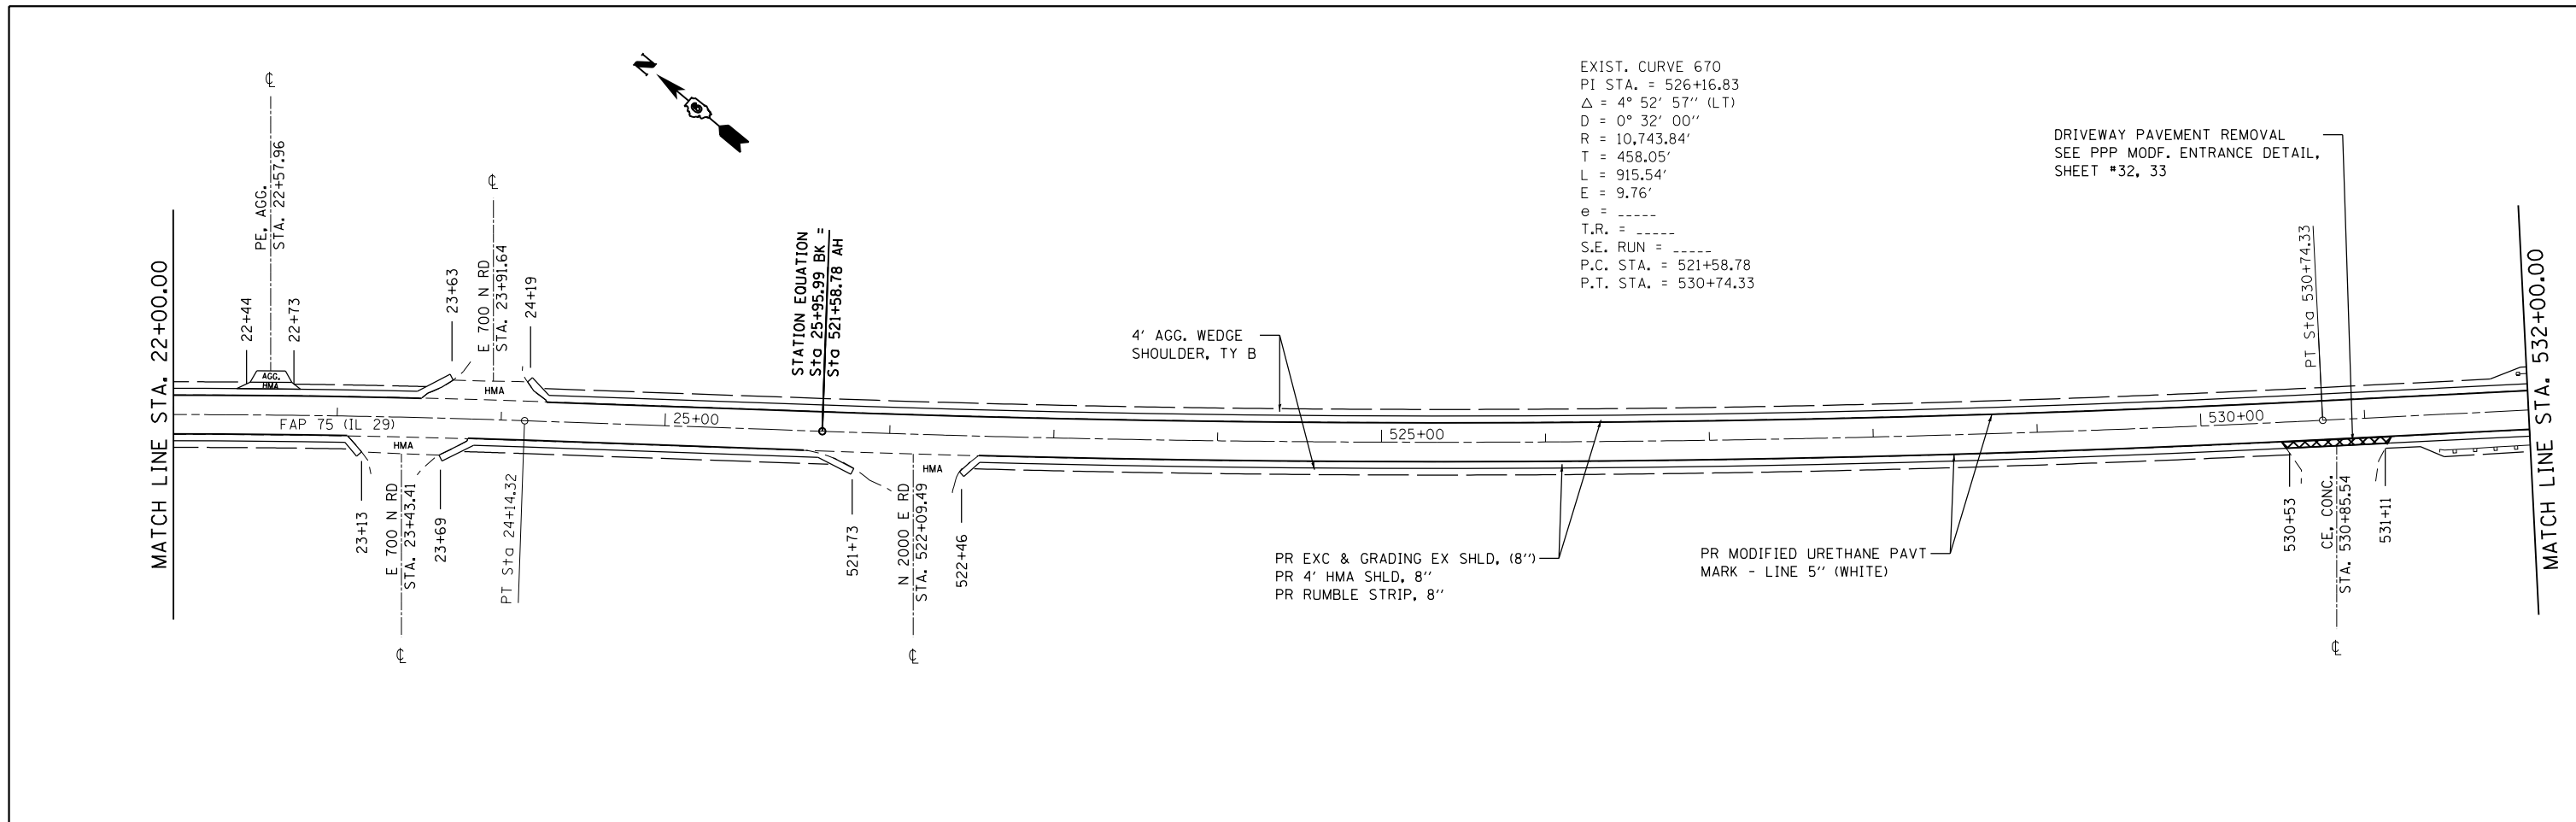 N
EXIST. CURVE 670
PI STA. = 526+16.83
△ = 4° 52' 57'' (LT)
D = 0° 32' 00''
R = 10,743.84'
T = 458.05'
L = 915.54'
E = 9.76'
e = _____
T.R. = _____
S.E. RUN = _____
P.C. STA. = 521+58.78
P.T. STA. = 530+74.33
DRIVEWAY PAVEMENT REMOVAL
SEE PPP MODF. ENTRANCE DETAIL,
SHEET #32, 33
MATCH LINE STA. 22+00.00
℄
PE, AGG.
STA. 22+57.96
22+44
22+73
AGG.
HMA
23+63
℄
E 700 N RD
STA. 23+91.64
24+19
HMA
STATION EQUATION
Sta 25+95.99 BK =
Sta 521+58.78 AH
4' AGG. WEDGE
SHOULDER, TY B
PT Sta 530+74.33
MATCH LINE STA. 532+00.00
FAP 75 (IL 29)
25+00
525+00
530+00
HMA
23+13
E 700 N RD
STA. 23+43.41
℄
23+69
PT Sta 24+14.32
521+73
HMA
N 2000 E RD
STA. 522+09.49
℄
522+46
PR EXC & GRADING EX SHLD, (8'')
PR 4' HMA SHLD, 8''
PR RUMBLE STRIP, 8''
PR MODIFIED URETHANE PAVT
MARK - LINE 5'' (WHITE)
530+53
CE, CONC.
STA. 530+85.54
℄
531+11